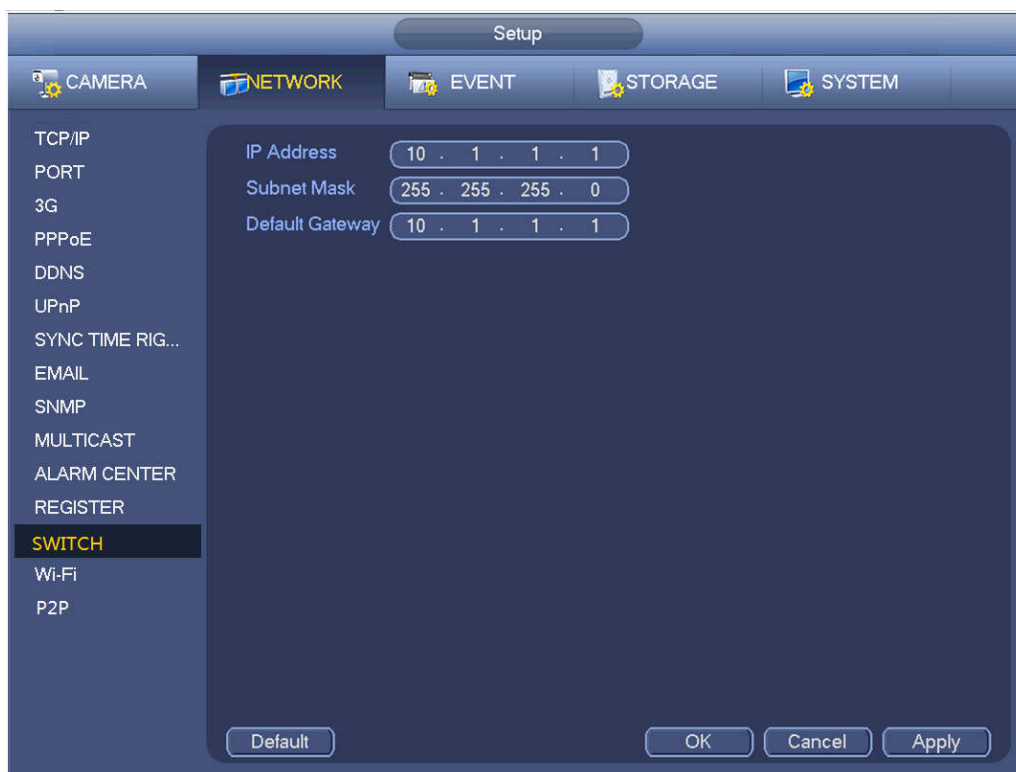 Setup
CAMERA NETWORK EVENT STORAGE SYSTEM
TCP/IP
PORT
3G
PPPoE
DDNS
UPnP
SYNC TIME RIG...
EMAIL
SNMP
MULTICAST
ALARM CENTER
REGISTER
SWITCH
Wi-Fi
P2P
IP Address 10 . 1 . 1 . 1
Subnet Mask 255 . 255 . 255 . 0
Default Gateway 10 . 1 . 1 . 1
Default OK Cancel Apply